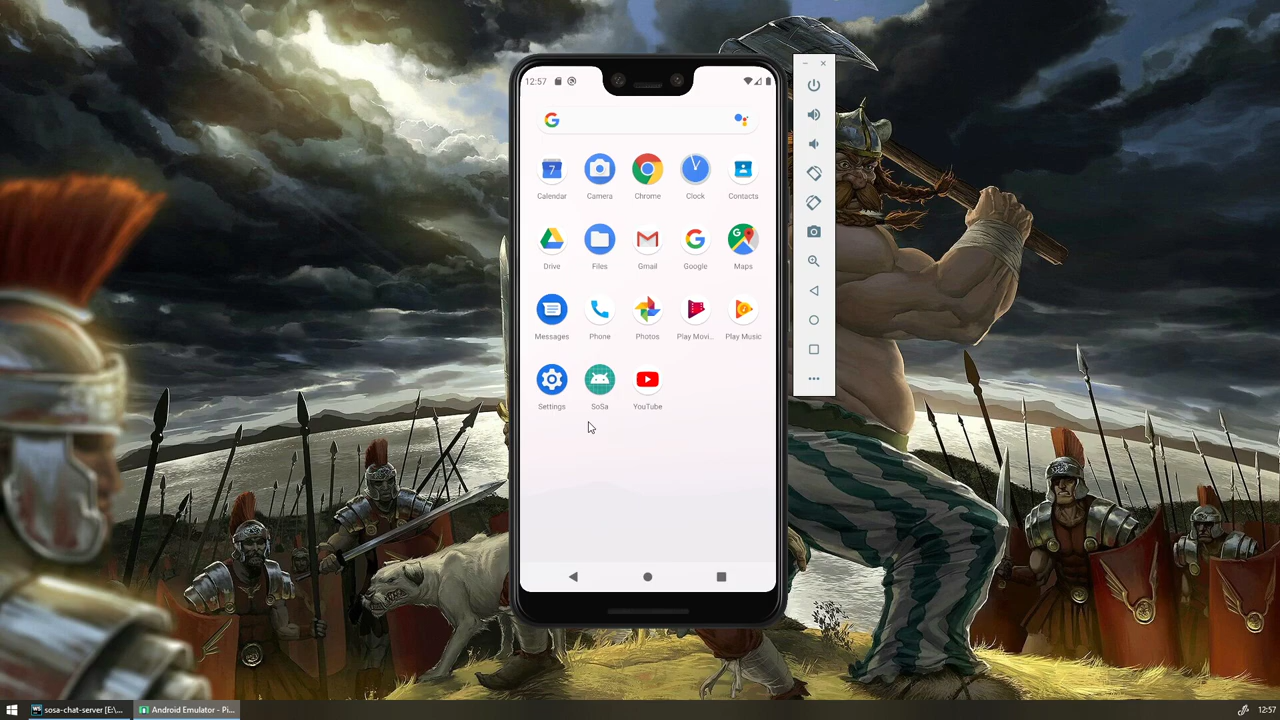 12:57
Calendar
Camera
Chrome
Clock
Contacts
Drive
Files
Gmail
Google
Maps
Messages
Phone
Photos
Play Movi...
Play Music
Settings
SoSa
YouTube
sosa-chat-server [E:\...
Android Emulator - Pi...
12:57